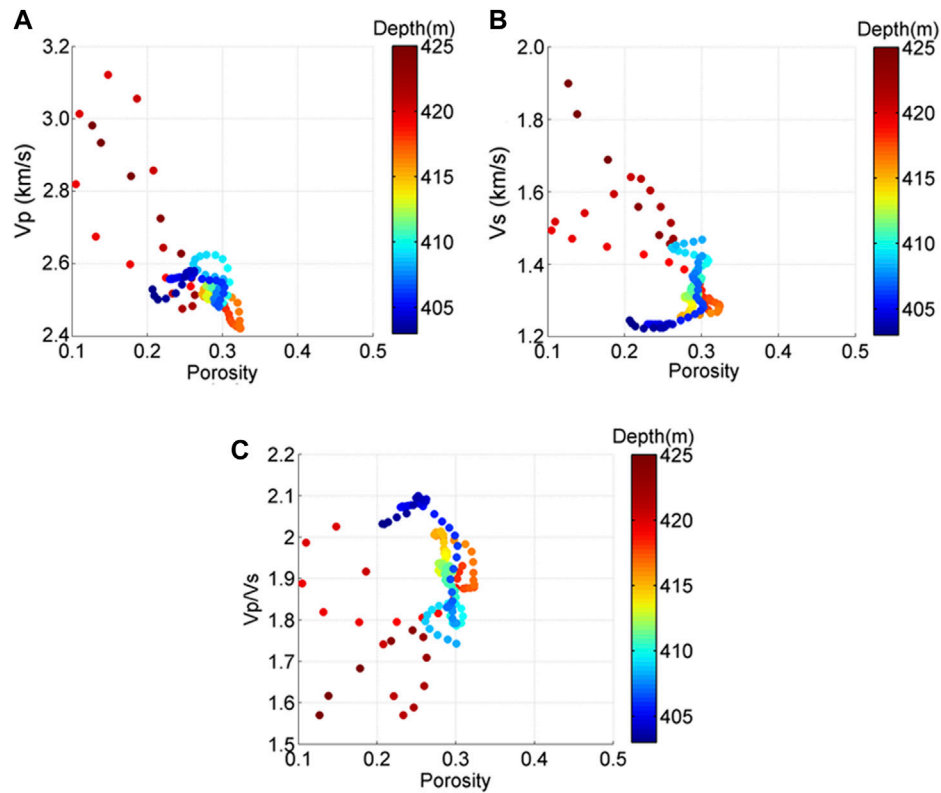 A
Depth(m)
Vp (km/s)
3.2
3.0
2.8
2.6
2.4
0.1 0.2 0.3 0.4 0.5
Porosity
425
420
415
410
405
B
Depth(m)
Vs (km/s)
2.0
1.8
1.6
1.4
1.2
0.1 0.2 0.3 0.4 0.5
Porosity
425
420
415
410
405
C
Depth(m)
Vp/Vs
2.2
2.1
2
1.9
1.8
1.7
1.6
1.5
0.1 0.2 0.3 0.4 0.5
Porosity
425
420
415
410
405